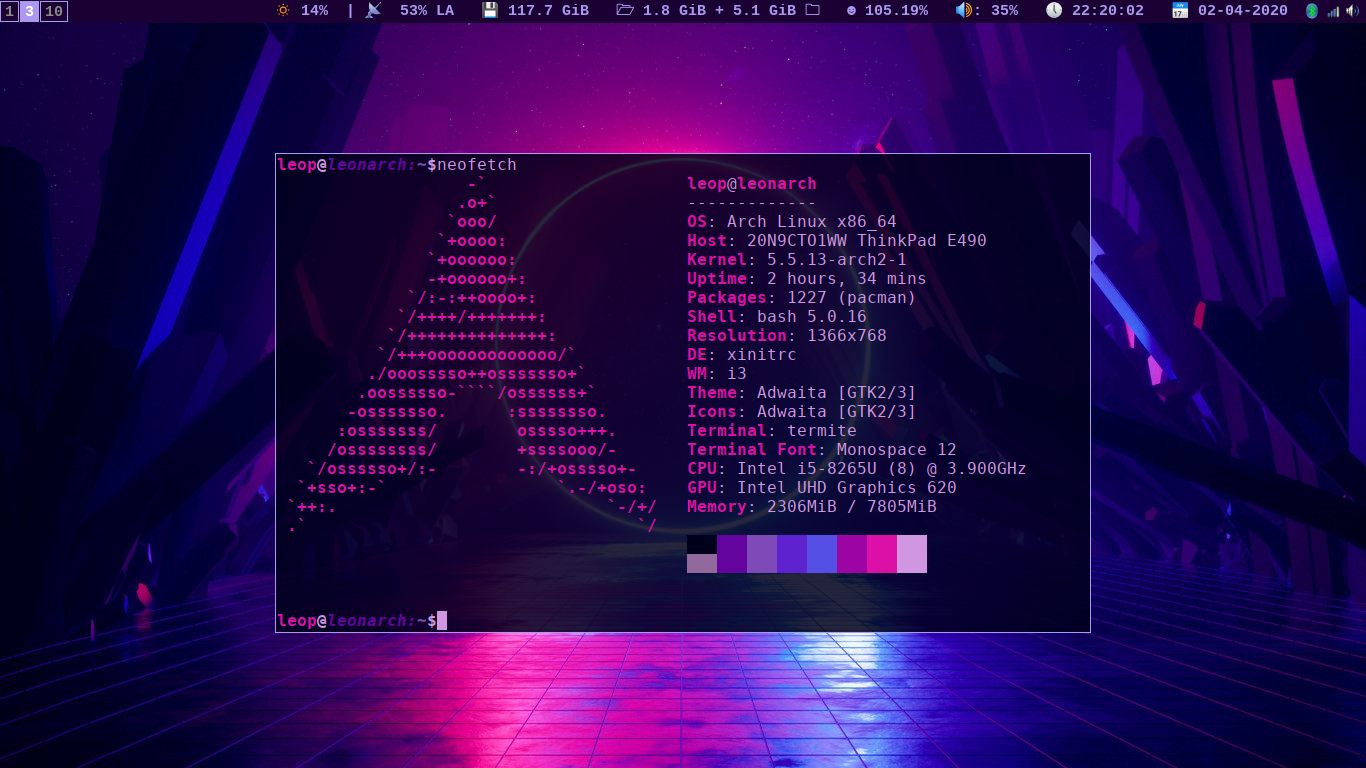 1 3 10 14% | 53% LA 117.7 GiB 1.8 GiB + 5.1 GiB 105.19% : 35% 22:20:02 02-04-2020
leop@leonarch:~$neofetch
-`
.o+`
`ooo/
`+oooo:
`+oooooo:
-+oooooo+:
`/:-:++oooo+:
`/++++/+++++++:
`/++++++++++++++:
`/+++ooooooooooooo/`
./ooosssso++osssssso+`
.oossssso-````/ossssss+`
-osssssso.      :ssssssso.
:osssssss/        osssso+++.
/ossssssss/        +ssssooo/-
`/ossssso+/:-        -:/+osssso+-
`+sso+:-`                 `.-/+oso:
`++:.                           `-/+/
.`                                 `/
leop@leonarch
-------------
OS: Arch Linux x86_64
Host: 20N9CTO1WW ThinkPad E490
Kernel: 5.5.13-arch2-1
Uptime: 2 hours, 34 mins
Packages: 1227 (pacman)
Shell: bash 5.0.16
Resolution: 1366x768
DE: xinitrc
WM: i3
Theme: Adwaita [GTK2/3]
Icons: Adwaita [GTK2/3]
Terminal: termite
Terminal Font: Monospace 12
CPU: Intel i5-8265U (8) @ 3.900GHz
GPU: Intel UHD Graphics 620
Memory: 2306MiB / 7805MiB
leop@leonarch:~$